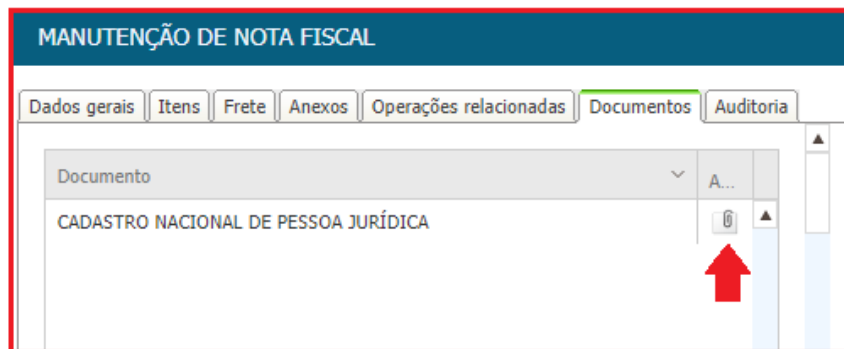 MANUTENÇÃO DE NOTA FISCAL
Dados gerais Itens Frete Anexos Operações relacionadas Documentos Auditoria
Documento A...
CADASTRO NACIONAL DE PESSOA JURÍDICA